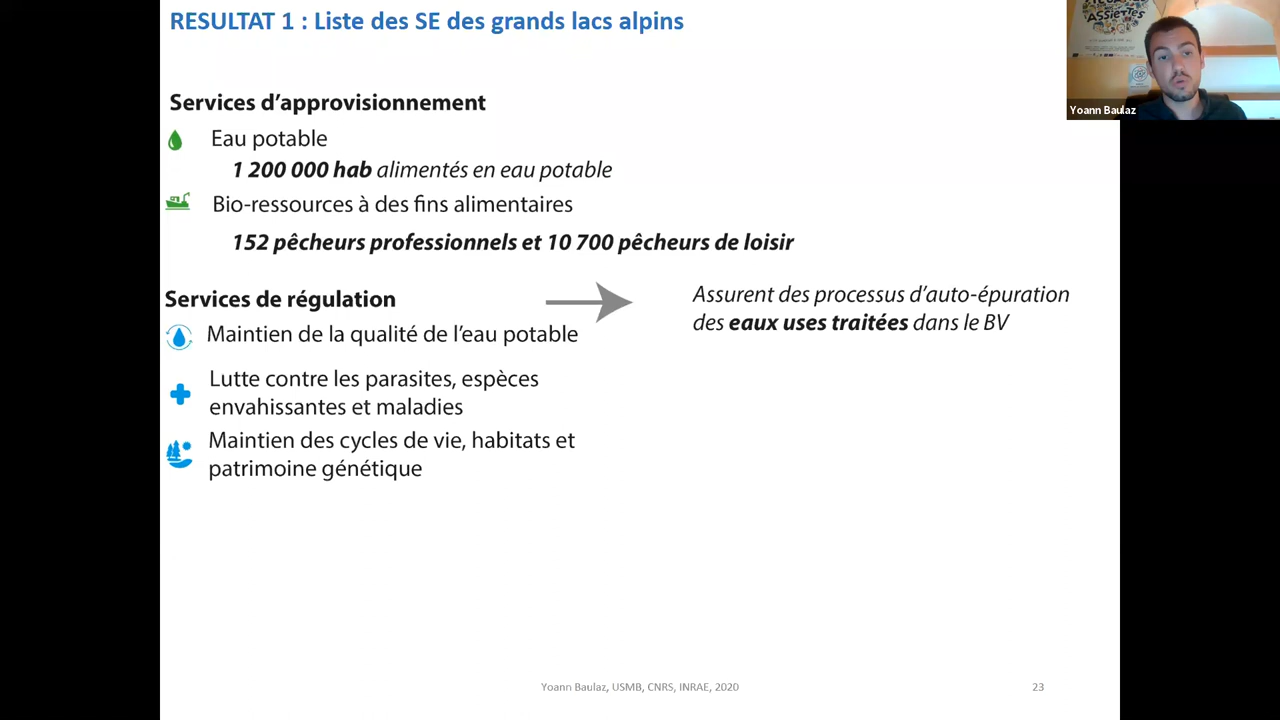 RESULTAT 1 : Liste des SE des grands lacs alpins
ASSIETTES
Yoann Baulaz
Services d'approvisionnement
Eau potable
1 200 000 hab alimentés en eau potable
Bio-ressources à des fins alimentaires
152 pêcheurs professionnels et 10 700 pêcheurs de loisir
Services de régulation
Assurent des processus d'auto-épuration
des eaux uses traitées dans le BV
Maintien de la qualité de l'eau potable
Lutte contre les parasites, espèces
envahissantes et maladies
Maintien des cycles de vie, habitats et
patrimoine génétique
Yoann Baulaz, USMB, CNRS, INRAE, 2020
23